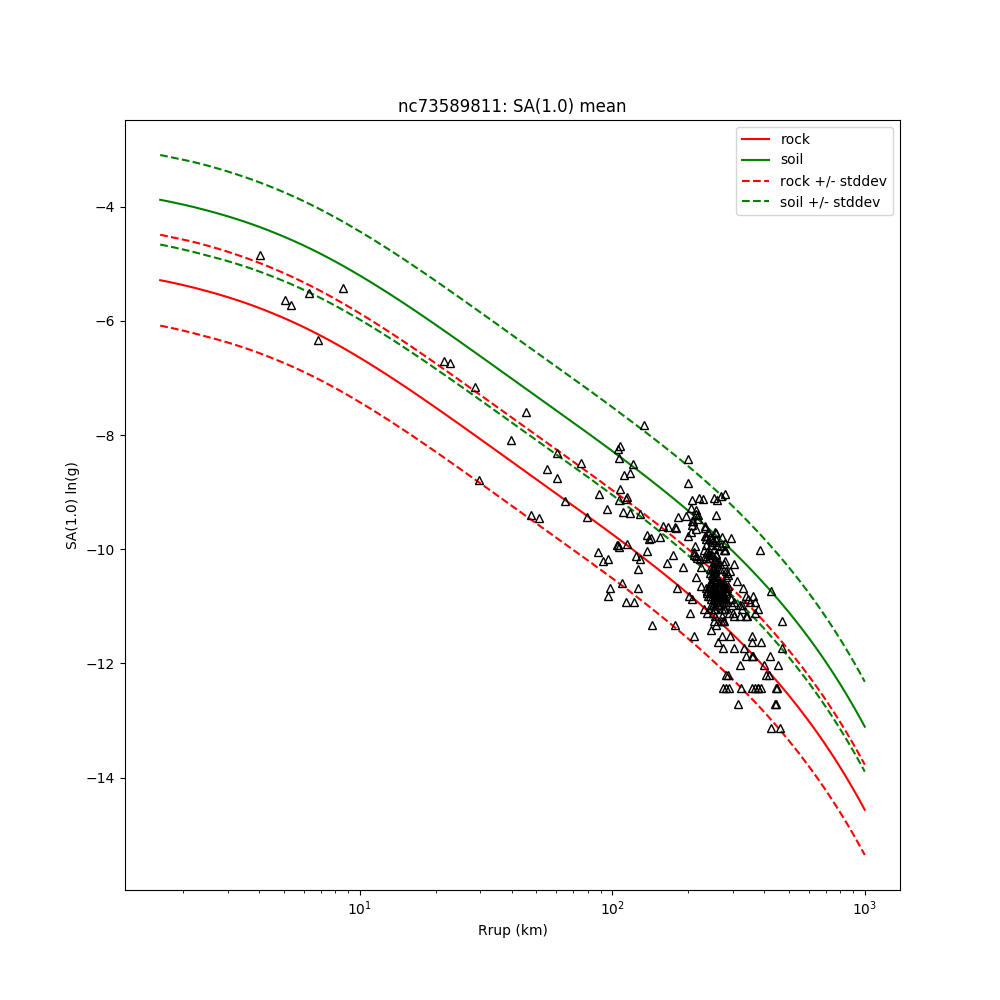 nc73589811: SA(1.0) mean
rock
soil
rock +/- stddev
soil +/- stddev
SA(1.0) ln(g)
−4
−6
−8
−10
−12
−14
10¹
10²
10³
Rrup (km)